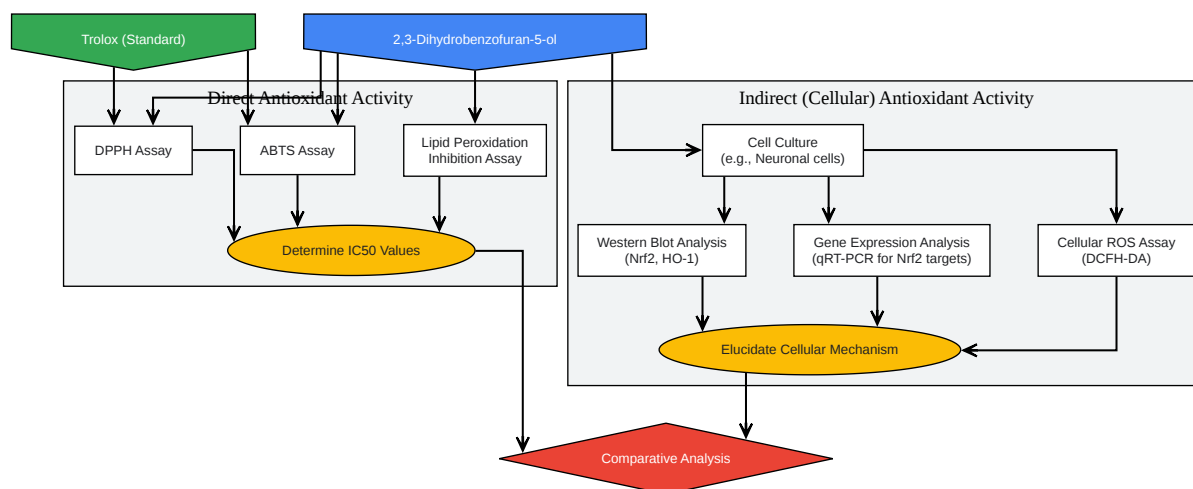 Trolox (Standard)
2,3-Dihydrobenzofuran-5-ol
Direct Antioxidant Activity
DPPH Assay
ABTS Assay
Lipid Peroxidation
Inhibition Assay
Determine IC50 Values
Indirect (Cellular) Antioxidant Activity
Cell Culture
(e.g., Neuronal cells)
Western Blot Analysis
(Nrf2, HO-1)
Gene Expression Analysis
(qRT-PCR for Nrf2 targets)
Cellular ROS Assay
(DCFH-DA)
Elucidate Cellular Mechanism
Comparative Analysis